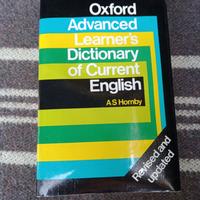 Oxford
Advanced
Learner's
Dictionary
of Current
English
A S Hornby
Revised and
updated